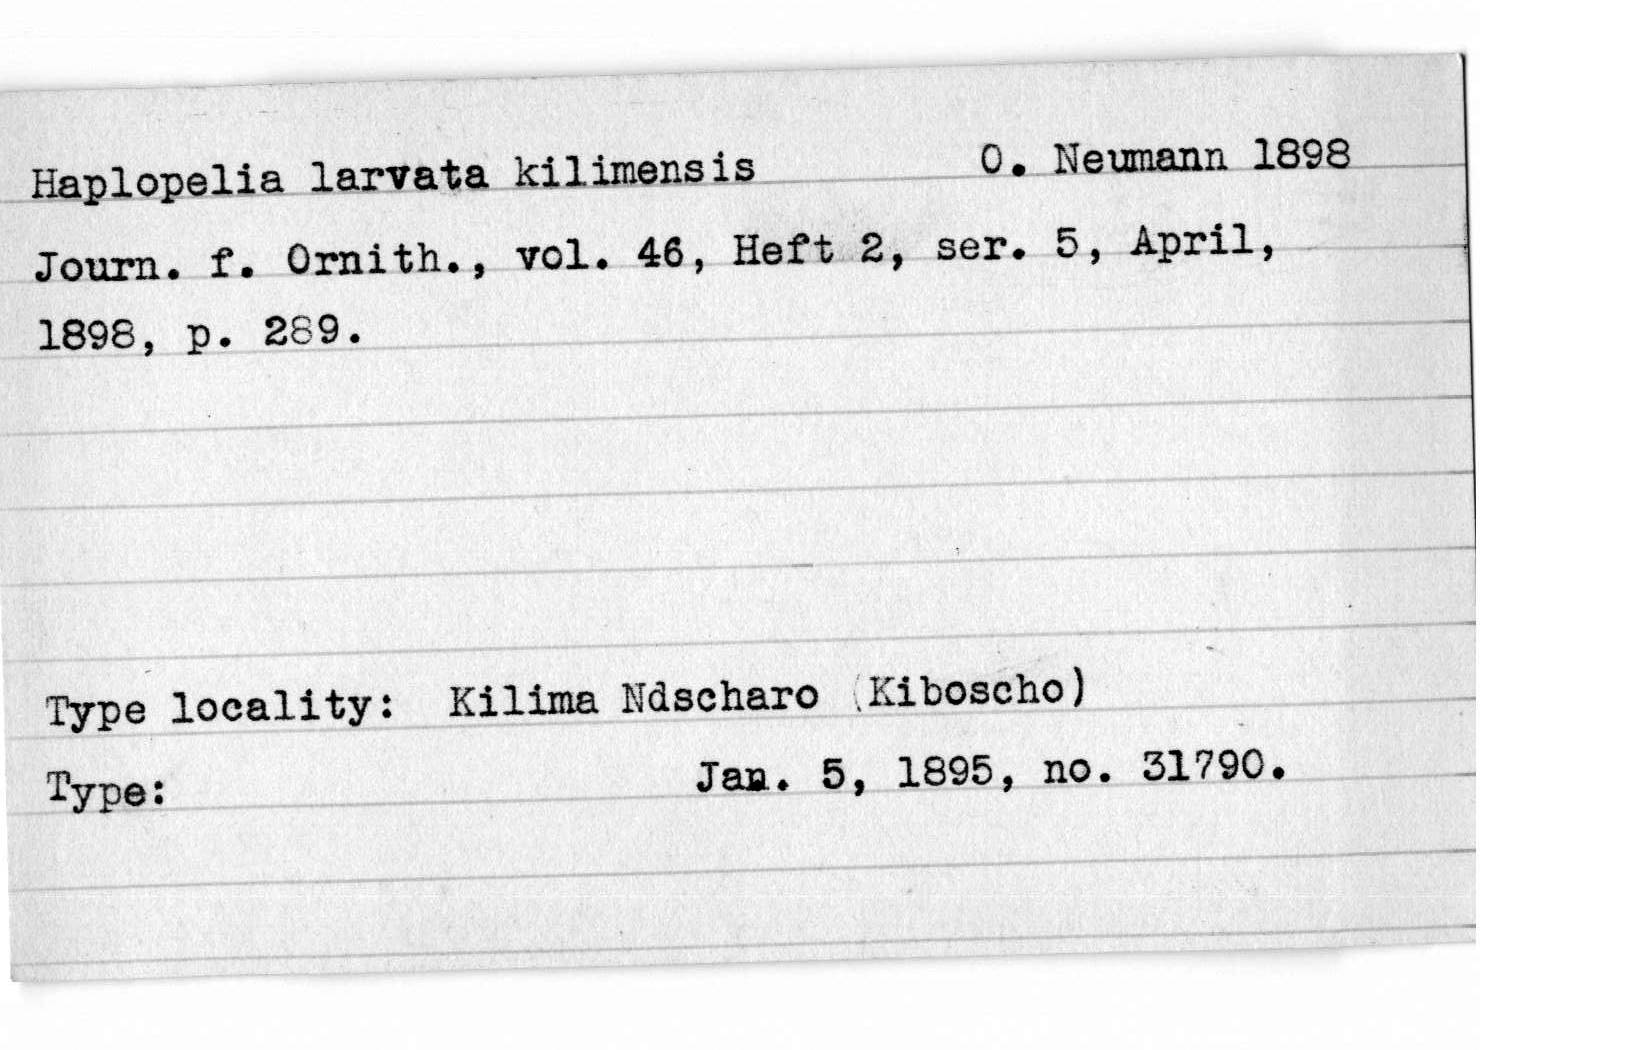 Haplopelia larvata kilimensis O. Neumann 1898
Journ. f. Ornith., vol. 46, Heft 2, ser. 5, April,
1898, p. 289.
Type locality: Kilima Ndscharo (Kiboscho)
Type: Jan. 5, 1895, no. 31790.